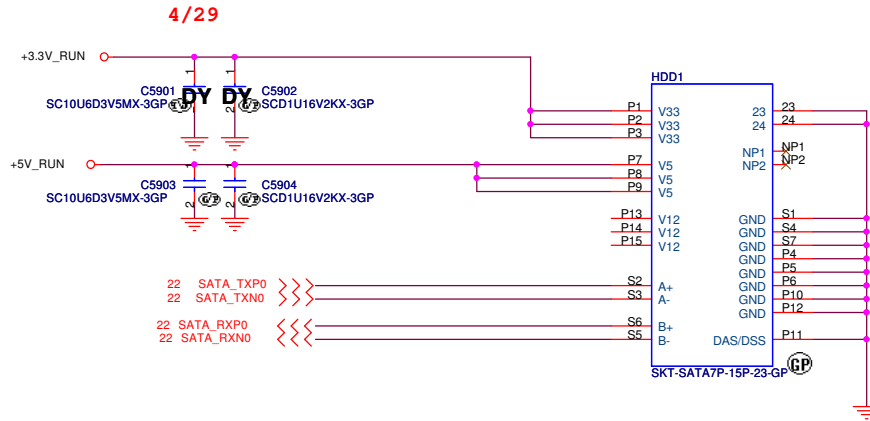 4/29
+3.3V_RUN
1
1
C5901
C5902
DY DY
SC10U6D3V5MX-3GP
SCD1U16V2KX-3GP
2
2
+5V_RUN
1
1
C5903
C5904
SC10U6D3V5MX-3GP
G/P
G/P
SCD1U16V2KX-3GP
2
2
HDD1
P1 V33 23 23
P2 V33 24 24
P3 V33
NP1 NP1
P7 V5 NP2 NP2
P8 V5
P9 V5
P13 V12 GND S1
P14 V12 GND S4
P15 V12 GND S7
GND P4
GND P5
22 SATA_TXP0 S2 A+ GND P6
22 SATA_TXN0 S3 A- GND P10
GND P12
22 SATA_RXP0 S6 B+
22 SATA_RXN0 S5 B- DAS/DSS P11
GP
SKT-SATA7P-15P-23-GP